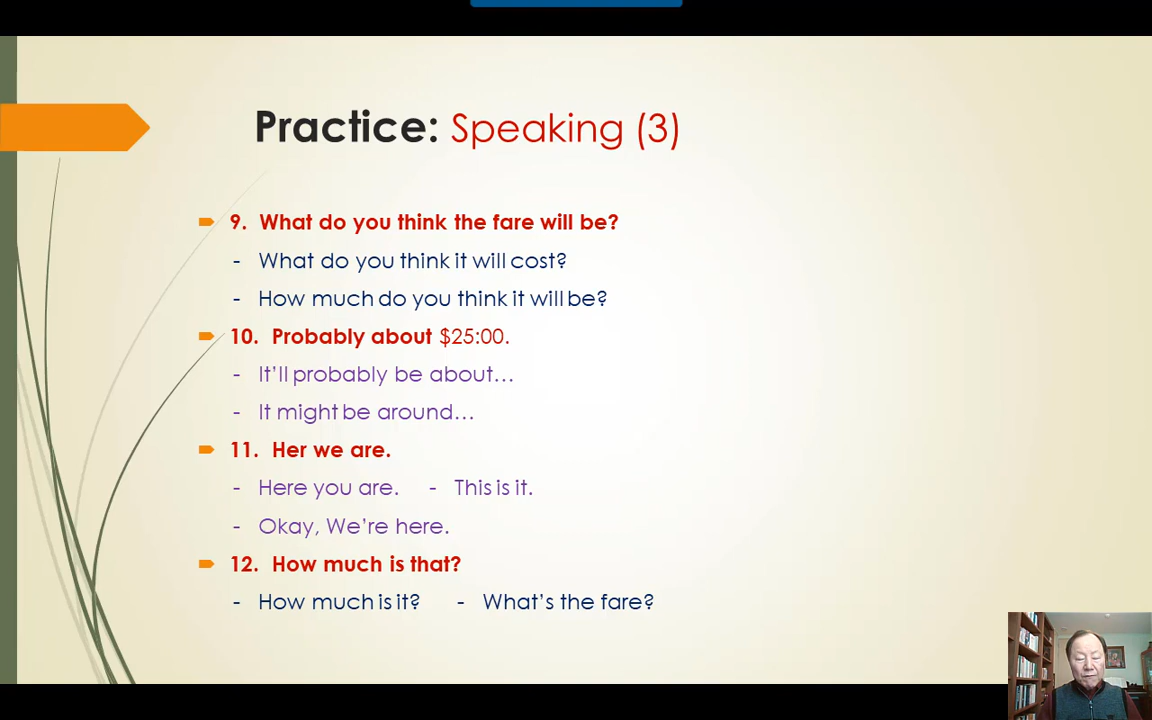 Practice: Speaking (3)
9. What do you think the fare will be?
- What do you think it will cost?
- How much do you think it will be?
10. Probably about $25:00.
- It'll probably be about…
- It might be around…
11. Her we are.
- Here you are. - This is it.
- Okay, We're here.
12. How much is that?
- How much is it? - What's the fare?